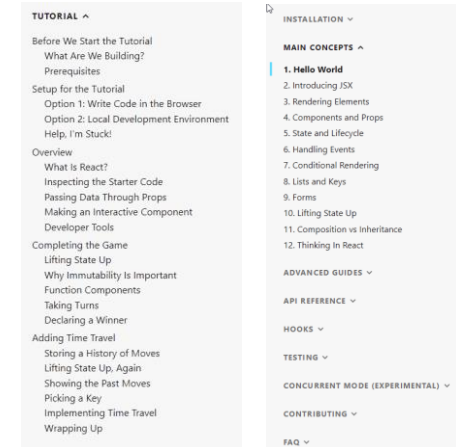 TUTORIAL
Before We Start the Tutorial
What Are We Building?
Prerequisites
Setup for the Tutorial
Option 1: Write Code in the Browser
Option 2: Local Development Environment
Help, I'm Stuck!
Overview
What Is React?
Inspecting the Starter Code
Passing Data Through Props
Making an Interactive Component
Developer Tools
Completing the Game
Lifting State Up
Why Immutability Is Important
Function Components
Taking Turns
Declaring a Winner
Adding Time Travel
Storing a History of Moves
Lifting State Up, Again
Showing the Past Moves
Picking a Key
Implementing Time Travel
Wrapping Up
INSTALLATION
MAIN CONCEPTS
1. Hello World
2. Introducing JSX
3. Rendering Elements
4. Components and Props
5. State and Lifecycle
6. Handling Events
7. Conditional Rendering
8. Lists and Keys
9. Forms
10. Lifting State Up
11. Composition vs Inheritance
12. Thinking In React
ADVANCED GUIDES
API REFERENCE
HOOKS
TESTING
CONCURRENT MODE (EXPERIMENTAL)
CONTRIBUTING
FAQ